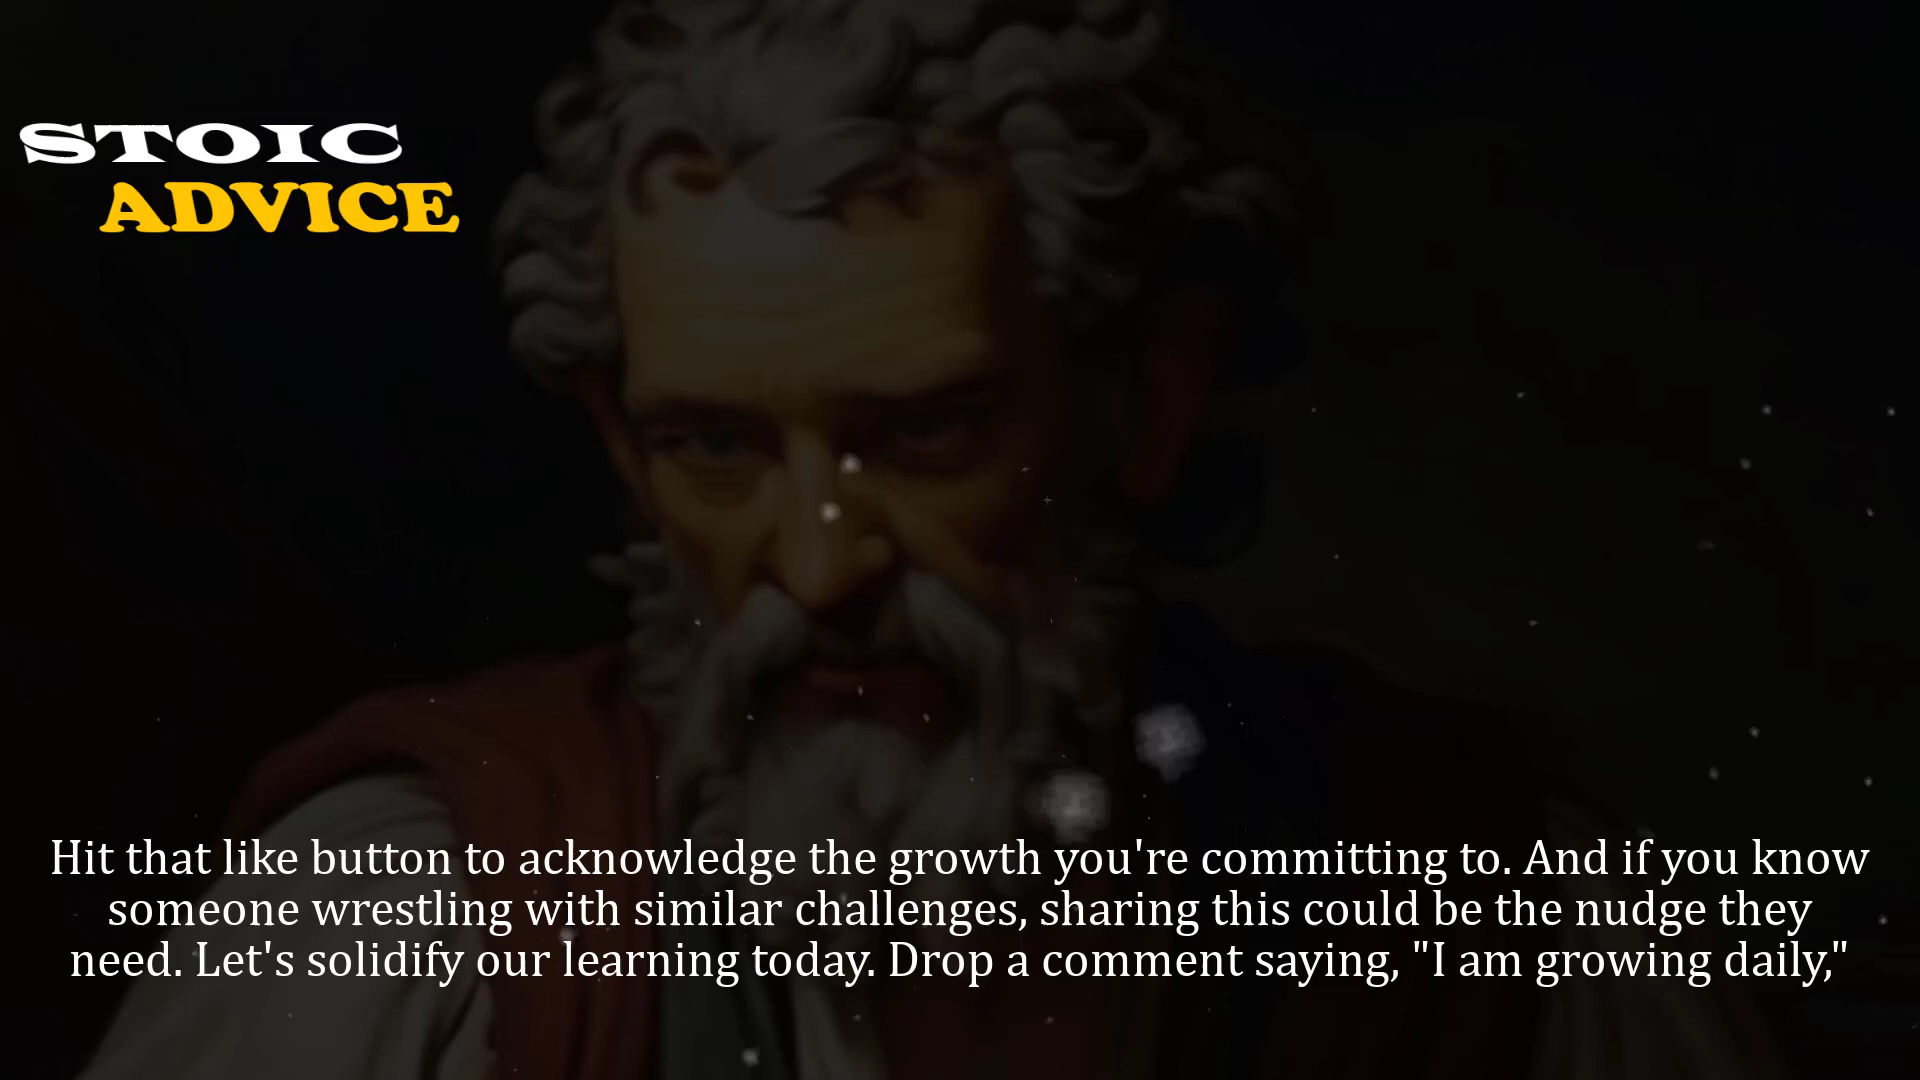 STOIC
ADVICE
Hit that like button to acknowledge the growth you're committing to. And if you know
someone wrestling with similar challenges, sharing this could be the nudge they
need. Let's solidify our learning today. Drop a comment saying, "I am growing daily,"